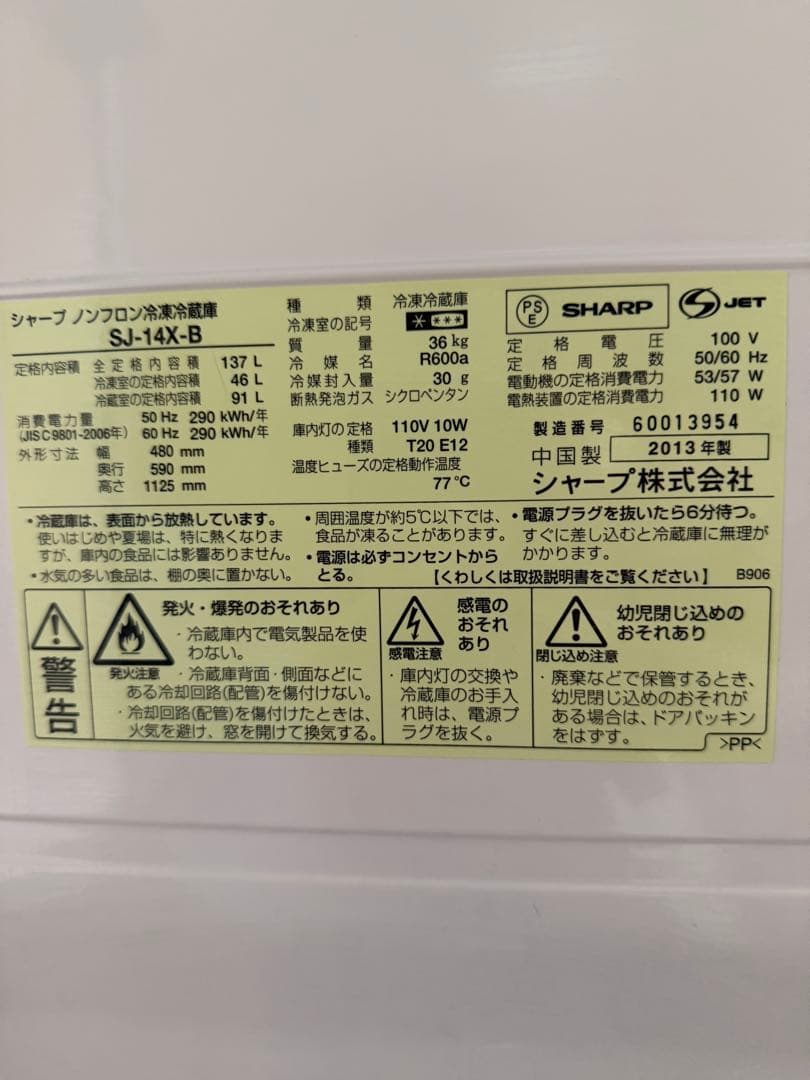 シャープ ノンフロン冷凍冷蔵庫
SJ-14X-B
定格内容積 全定格内容積 137 L
冷凍室の定格内容積 46 L
冷蔵室の定格内容積 91 L
消費電力量 50 Hz 290 kWh/年
(JIS C 9801-2006年) 60 Hz 290 kWh/年
外形寸法 幅 480 mm
奥行 590 mm
高さ 1125 mm
種類 冷凍冷蔵庫
冷凍室の記号 * ***
質量 36 kg
冷媒名 R600a
冷媒封入量 30 g
断熱発泡ガス シクロペンタン
庫内灯の定格 110V 10W
種類 T20 E12
温度ヒューズの定格動作温度
77℃
PS
E
SHARP
S JET
定格電圧 100 V
定格周波数 50/60 Hz
電動機の定格消費電力 53/57 W
電熱装置の定格消費電力 110 W
製造番号 60013954
中国製 2013年製
シャープ株式会社
・冷蔵庫は、表面から放熱しています。
使いはじめや夏場は、特に熱くなりま
すが、庫内の食品には影響ありません。
・水気の多い食品は、棚の奥に置かない。
・周囲温度が約5℃以下では、
食品が凍ることがあります。
・電源は必ずコンセントから
とる。
・電源プラグを抜いたら6分待つ。
すぐに差し込むと冷蔵庫に無理が
かかります。
【くわしくは取扱説明書をご覧ください】 B906
警告
発火・爆発のおそれあり
発火注意
・冷蔵庫内で電気製品を使
わない。
・冷蔵庫背面・側面などに
ある冷却回路(配管)を傷付けない。
・冷却回路(配管)を傷付けたときは、
火気を避け、窓を開けて換気する。
感電の
おそれ
あり
感電注意
・庫内灯の交換や
冷蔵庫のお手入
れ時は、電源プ
ラグを抜く。
幼児閉じ込めの
おそれあり
閉じ込め注意
・廃棄などで保管するとき、
幼児閉じ込めのおそれが
ある場合は、ドアパッキン
をはずす。
>PP<